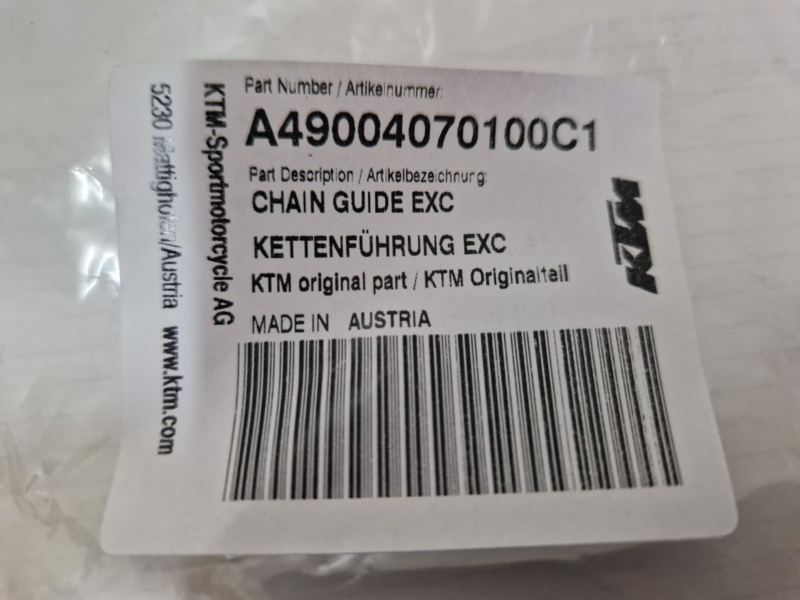 Part Number / Artikelnummer:
A49004070100C1
Part Description / Artikelbezeichnung:
CHAIN GUIDE EXC
KETTENFÜHRUNG EXC
KTM original part / KTM Originalteil
MADE IN AUSTRIA
KTM
KTM-Sportmotorcycle AG
5230 Mattighofen/Austria www.ktm.com